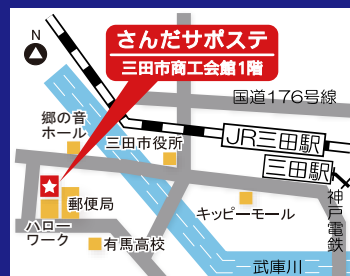 N
さんだサポステ
三田市商工会館1階
国道176号線
郷の音
ホール
三田市役所
JR三田駅
三田駅
神戸電鉄
郵便局
ハロー
ワーク
キッピーモール
有馬高校
武庫川